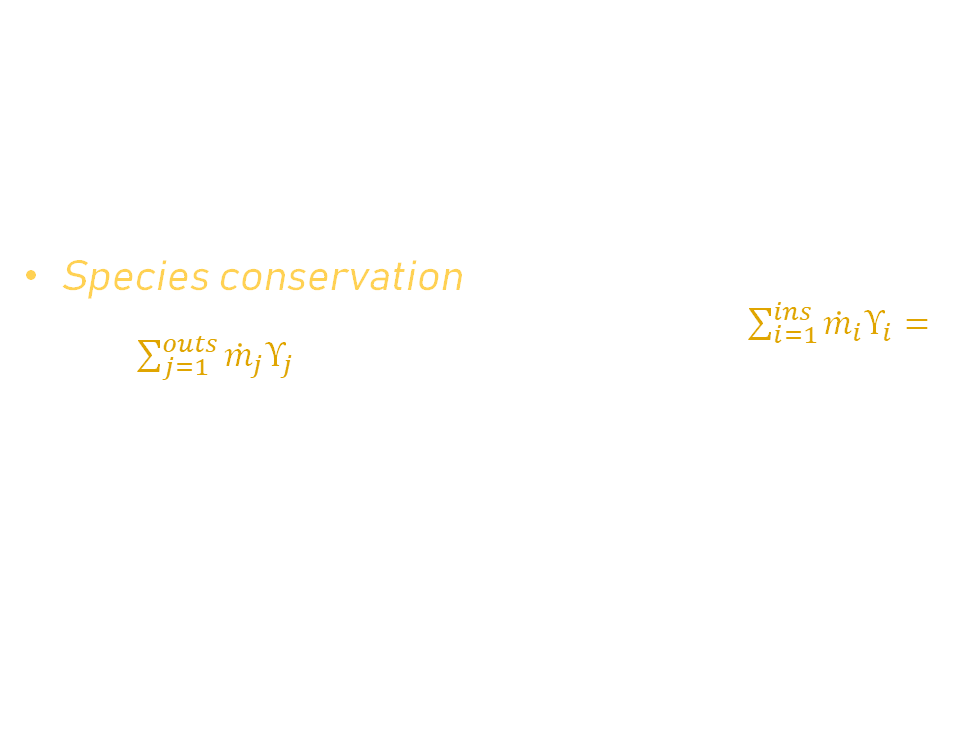 • Species conservation
∑_{i=1}^{ins} ṁ_i ϒ_i =
∑_{j=1}^{outs} ṁ_j ϒ_j